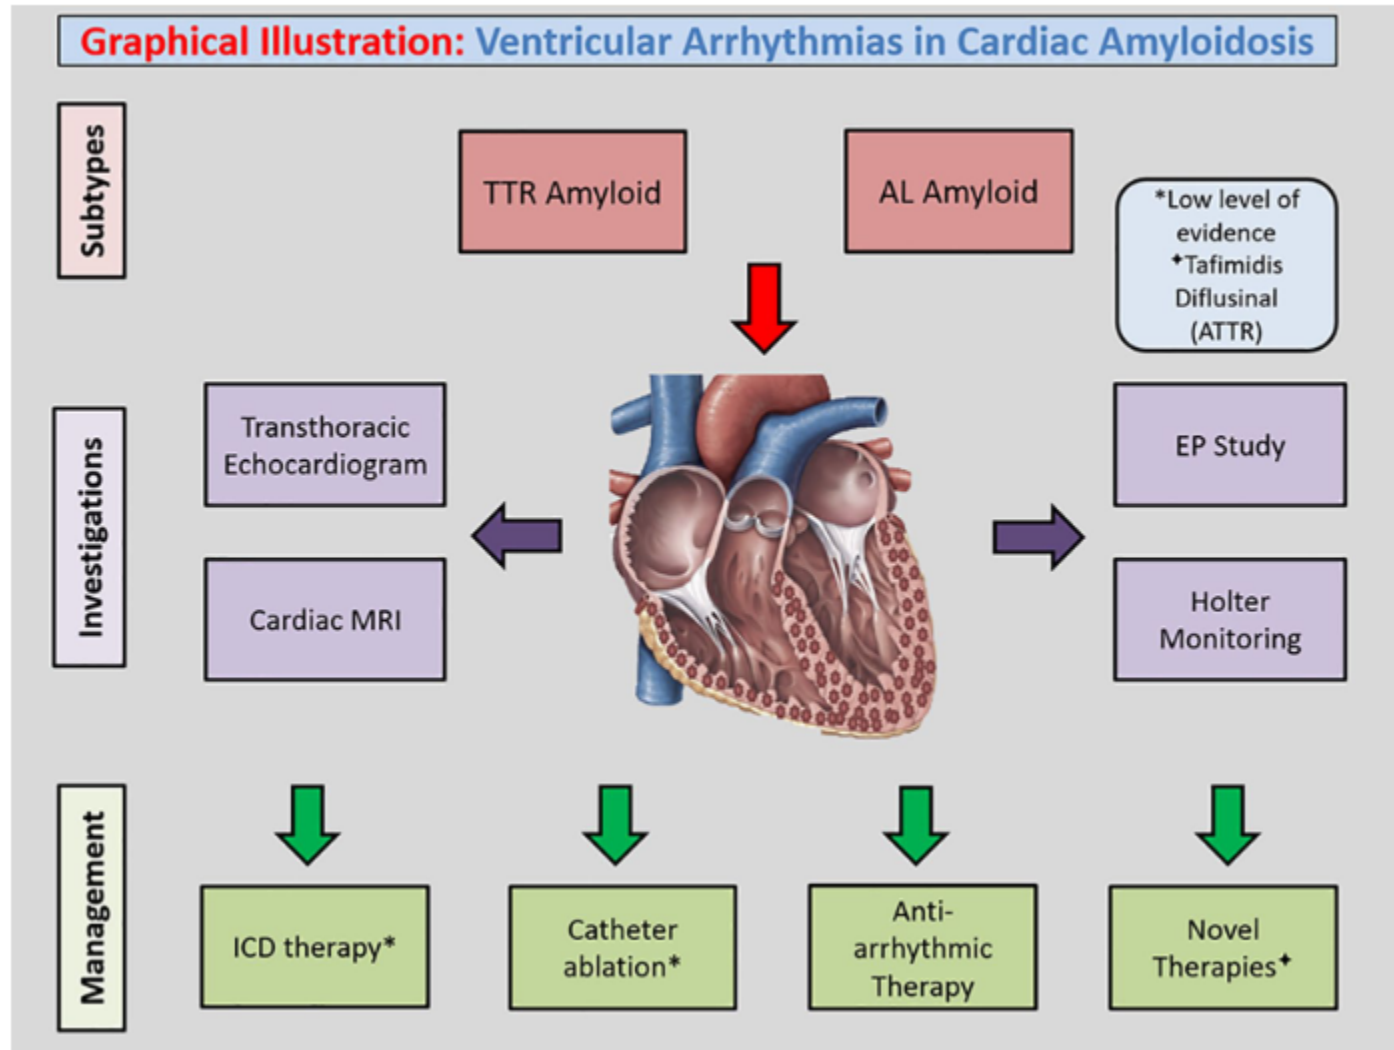 Graphical Illustration: Ventricular Arrhythmias in Cardiac Amyloidosis
Subtypes
TTR Amyloid
AL Amyloid
*Low level of
evidence
✦Tafimidis
Diflusinal
(ATTR)
Investigations
Transthoracic
Echocardiogram
Cardiac MRI
EP Study
Holter
Monitoring
Management
ICD therapy*
Catheter
ablation*
Anti-
arrhythmic
Therapy
Novel
Therapies✦